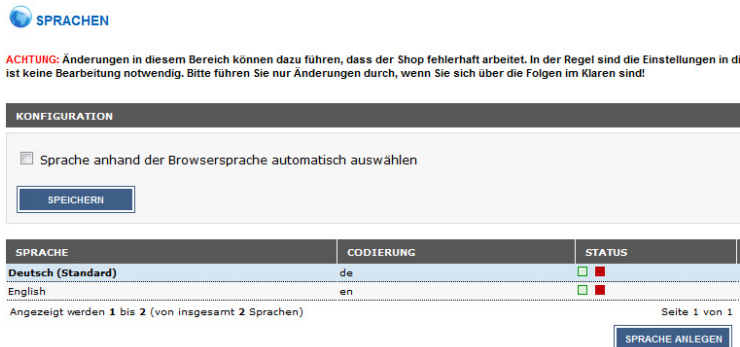 SPRACHEN
ACHTUNG: Änderungen in diesem Bereich können dazu führen, dass der Shop fehlerhaft arbeitet. In der Regel sind die Einstellungen in
ist keine Bearbeitung notwendig. Bitte führen Sie nur Änderungen durch, wenn Sie sich über die Folgen im Klaren sind!
KONFIGURATION
Sprache anhand der Browsersprache automatisch auswählen
SPEICHERN
SPRACHE CODIERUNG STATUS
Deutsch (Standard) de
English en
Angezeigt werden 1 bis 2 (von insgesamt 2 Sprachen) Seite 1 von 1
SPRACHE ANLEGEN